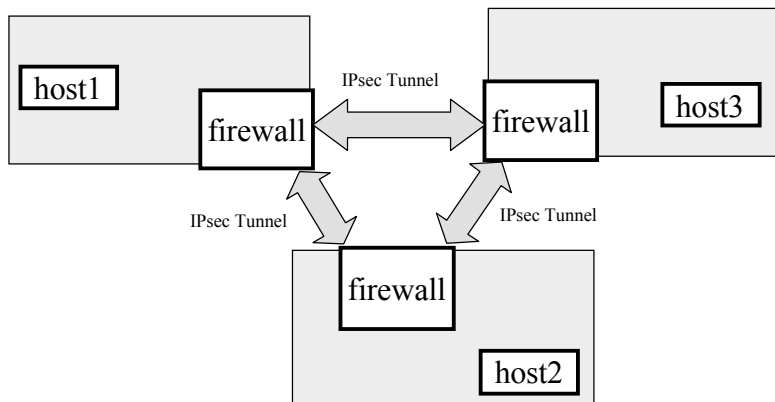 IPsec Tunnel
host1
host3
firewall
firewall
IPsec Tunnel
IPsec Tunnel
firewall
host2